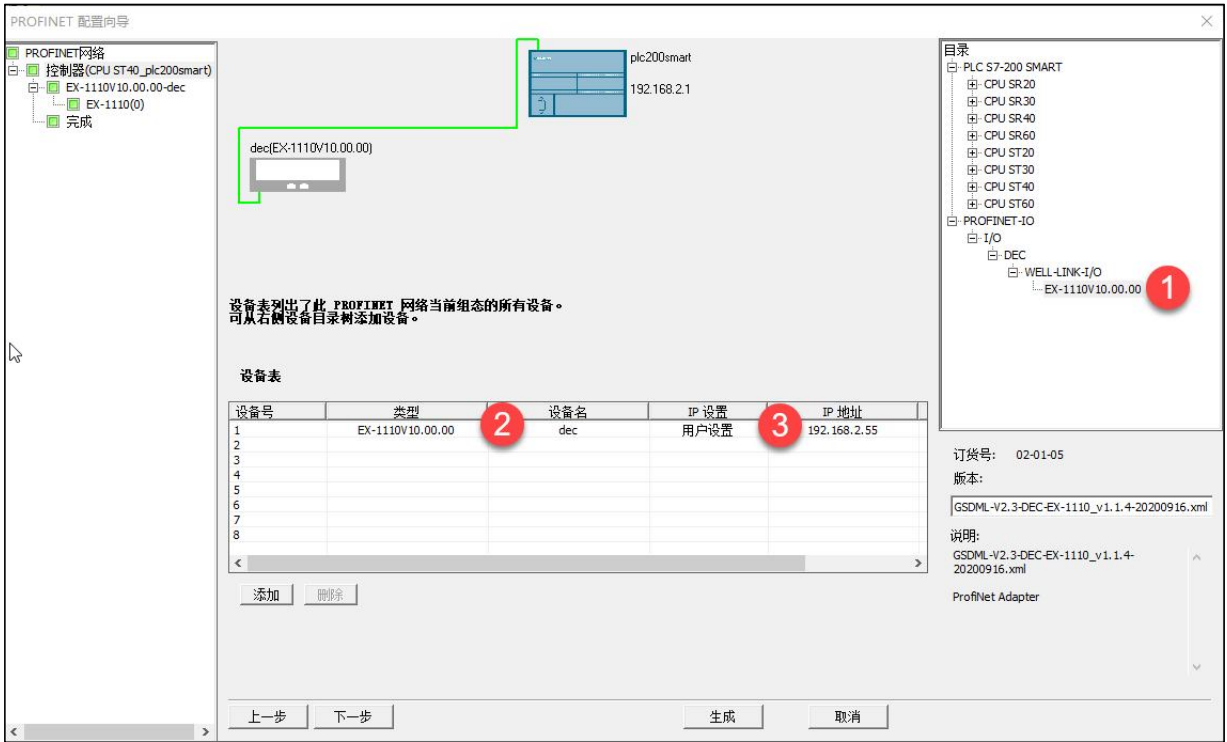 PROFINET 配置向导
PROFINET网络
控制器(CPU ST40_plc200smart)
EX-1110V10.00.00-dec
EX-1110(0)
完成
plc200smart
192.168.2.1
dec(EX-1110V10.00.00)
设备表列出了此 PROFINET 网络当前组态的所有设备。
可从右侧设备目录树添加设备。
设备表
设备号 类型 设备名 IP 设置 IP 地址
2 3
1 EX-1110V10.00.00 dec 用户设置 192.168.2.55
2
3
4
5
6
7
8
添加 删除
上一步 下一步 生成 取消
目录
PLC S7-200 SMART
CPU SR20
CPU SR30
CPU SR40
CPU SR60
CPU ST20
CPU ST30
CPU ST40
CPU ST60
PROFINET-IO
I/O
DEC
WELL-LINK-I/O
EX-1110V10.00.00 1
订货号: 02-01-05
版本:
GSDML-V2.3-DEC-EX-1110_v1.1.4-20200916.xml
说明:
GSDML-V2.3-DEC-EX-1110_v1.1.4-
20200916.xml
ProfiNet Adapter